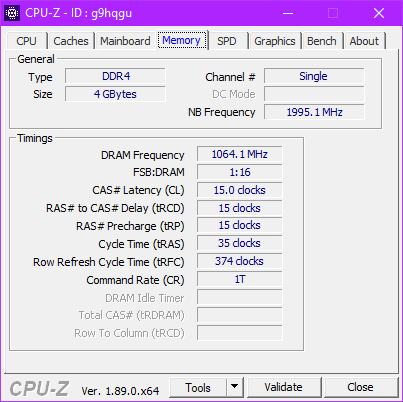 CPU-Z - ID : g9hqgu
CPU Caches Mainboard Memory SPD Graphics Bench About
General
Type DDR4 Channel # Single
Size 4 GBytes DC Mode
NB Frequency 1995.1 MHz
Timings
DRAM Frequency 1064.1 MHz
FSB:DRAM 1:16
CAS# Latency (CL) 15.0 clocks
RAS# to CAS# Delay (tRCD) 15 clocks
RAS# Precharge (tRP) 15 clocks
Cycle Time (tRAS) 35 clocks
Row Refresh Cycle Time (tRFC) 374 clocks
Command Rate (CR) 1T
DRAM Idle Timer
Total CAS# (tRDRAM)
Row To Column (tRCD)
CPU-Z Ver. 1.89.0.x64 Tools Validate Close